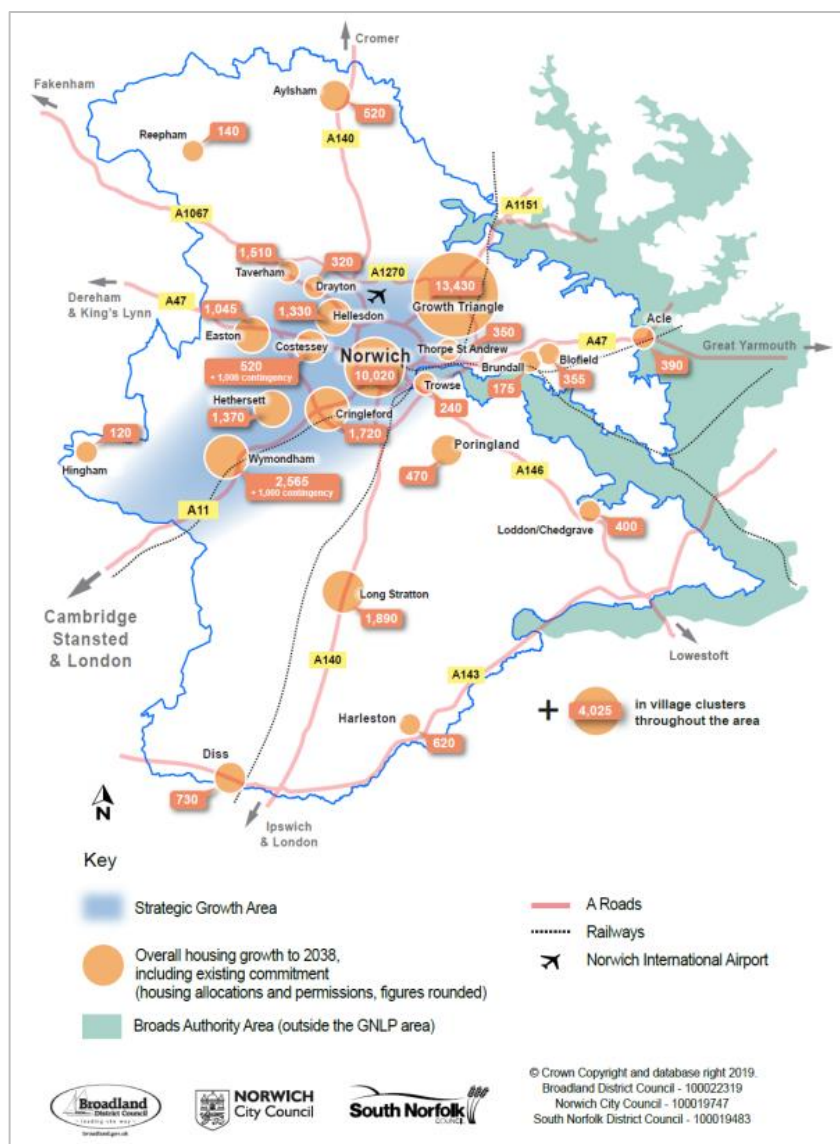 Cromer
Fakenham
Aylsham
520
Reepham
140
A140
A1067
A1151
1,510
320
Taverham
Drayton
A1270
13,430
Growth Triangle
Dereham
& King's Lynn
A47
1,045
1,330
Hellesdon
Easton
350
Acle
Costessey
Norwich
Thorpe St Andrew
A47
Great Yarmouth
520
+ 1,000 contingency
10,020
Brundall
Blofield
390
Trowse
175
355
Hethersett
1,370
Cringleford
240
120
1,720
Hingham
Wymondham
Poringland
470
2,565
+ 1,000 contingency
A146
A11
Loddon/Chedgrave
400
Cambridge
Stansted
& London
Long Stratton
1,890
Lowestoft
A140
A143
+ 4,025 in village clusters
throughout the area
Harleston
620
Diss
730
N
Ipswich
& London
Key
Strategic Growth Area
A Roads
Railways
Overall housing growth to 2038,
including existing commitment
(housing allocations and permissions, figures rounded)
Norwich International Airport
Broads Authority Area (outside the GNLP area)
© Crown Copyright and database right 2019.
Broadland District Council - 100022319
Norwich City Council - 100019747
South Norfolk District Council - 100019483
Broadland
District Council
leading the way
broadland.gov.uk
NORWICH
City Council
South Norfolk
COUNCIL